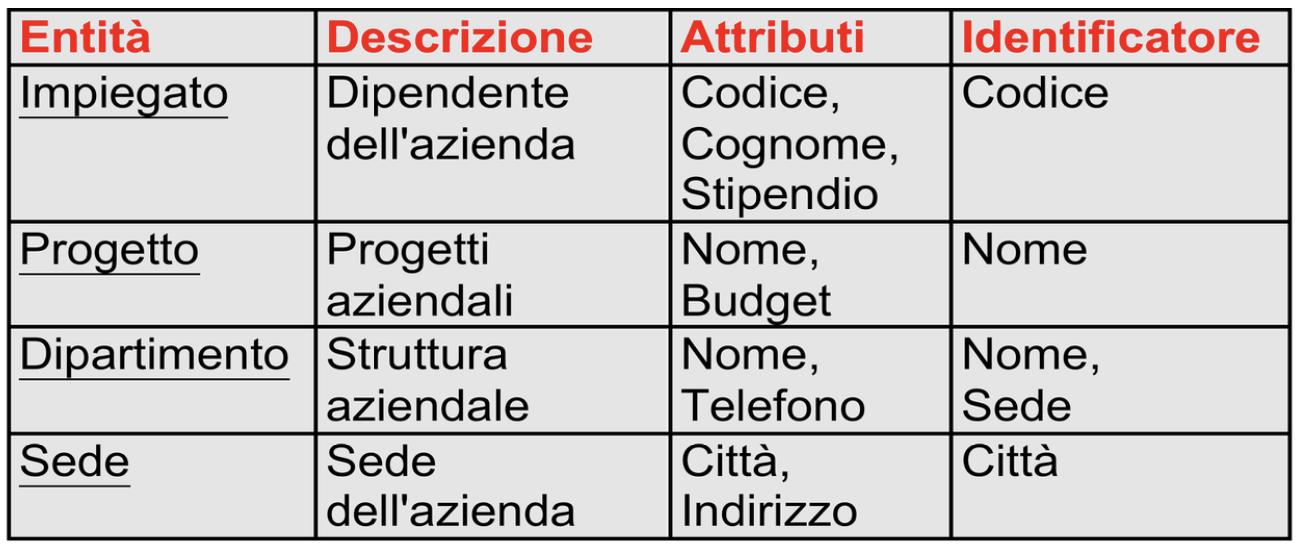 Entità Descrizione Attributi Identificatore
Impiegato Dipendente Codice, Codice
dell'azienda Cognome,
Stipendio
Progetto Progetti Nome, Nome
aziendali Budget
Dipartimento Struttura Nome, Nome,
aziendale Telefono Sede
Sede Sede Città, Città
dell'azienda Indirizzo